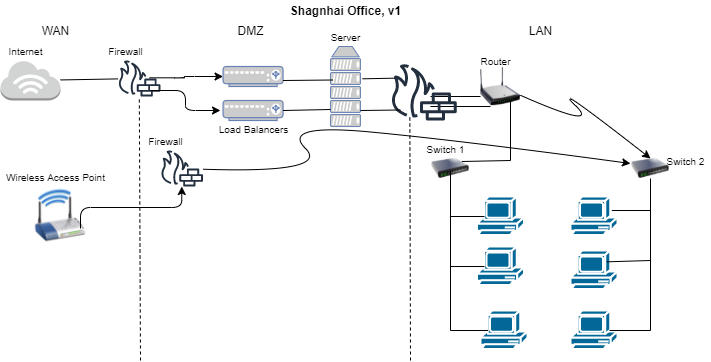 Shagnhai Office, v1
WAN
DMZ
LAN
Internet
Firewall
Server
Router
Load Balancers
Firewall
Switch 1
Switch 2
Wireless Access Point